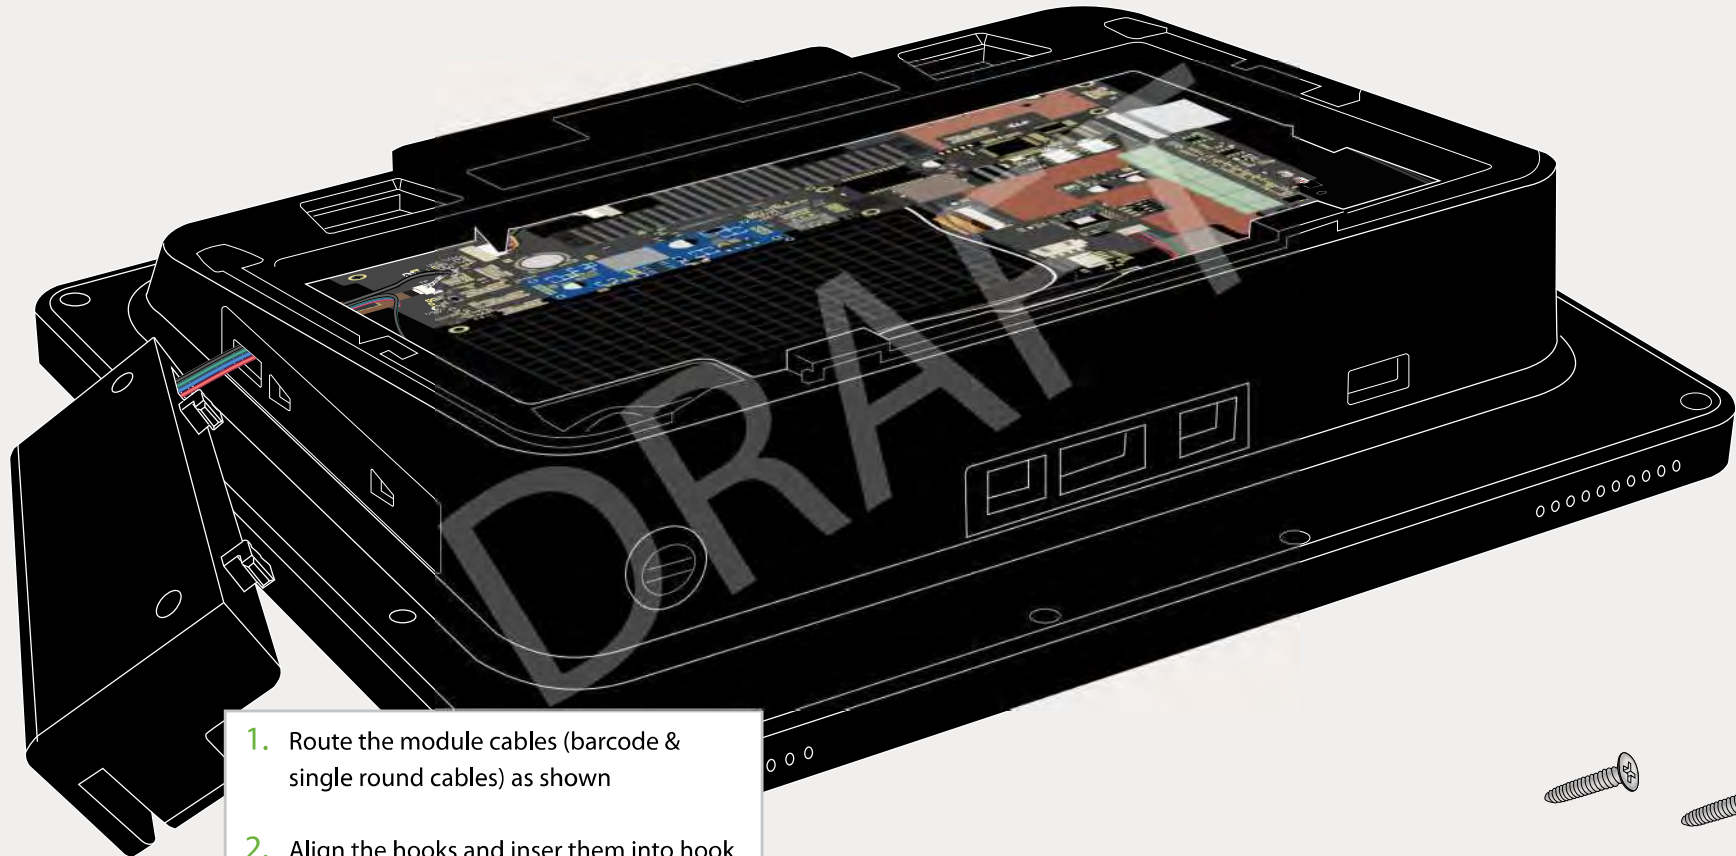 DRAFT
1. Route the module cables (barcode &
single round cables) as shown
2. Align the hooks and inser them into hook